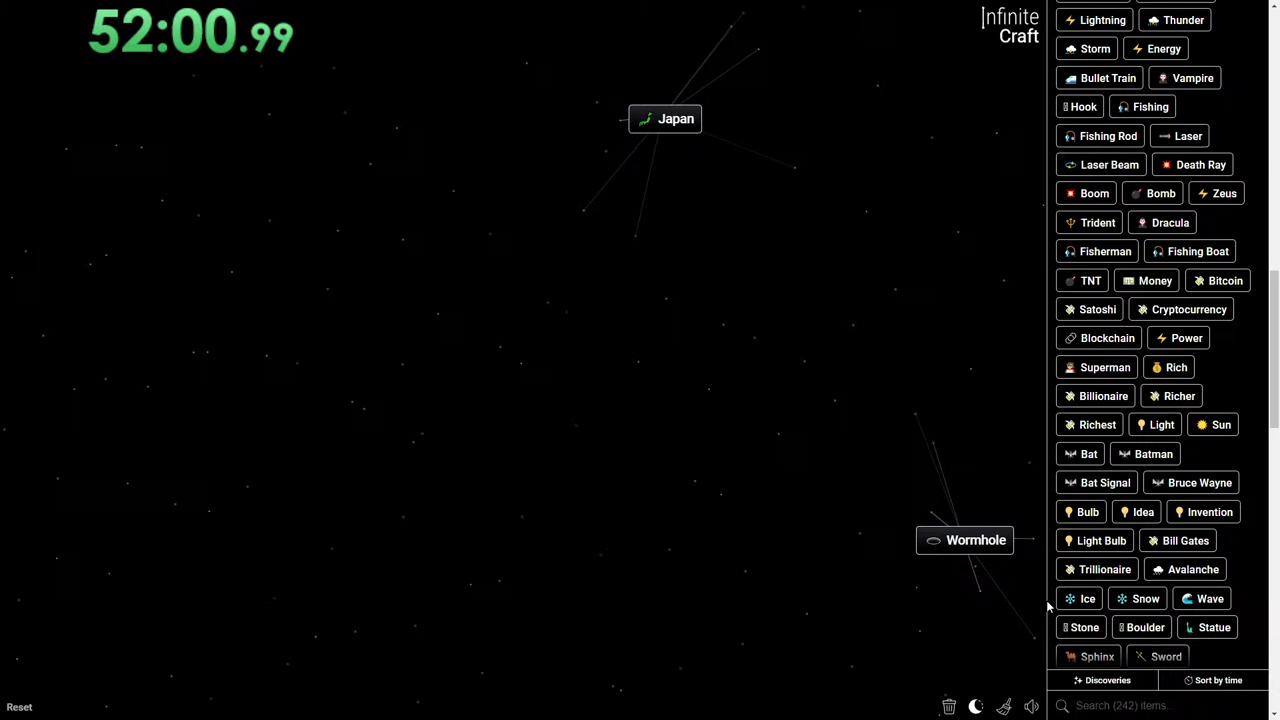 52:00.99
Infinite
Craft
Japan
Wormhole
Lightning Thunder
Storm Energy
Bullet Train Vampire
Hook Fishing
Fishing Rod Laser
Laser Beam Death Ray
Boom Bomb Zeus
Trident Dracula
Fisherman Fishing Boat
TNT Money Bitcoin
Satoshi Cryptocurrency
Blockchain Power
Superman Rich
Billionaire Richer
Richest Light Sun
Bat Batman
Bat Signal Bruce Wayne
Bulb Idea Invention
Light Bulb Bill Gates
Trillionaire Avalanche
Ice Snow Wave
Stone Boulder Statue
Sphinx Sword
Discoveries Sort by time
Reset
Search (242) items...